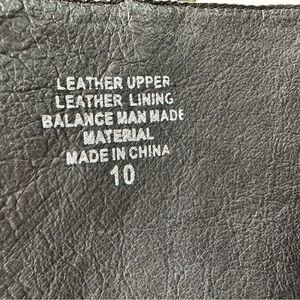 LEATHER UPPER
LEATHER LINING
BALANCE MAN MADE
MATERIAL
MADE IN CHINA
10